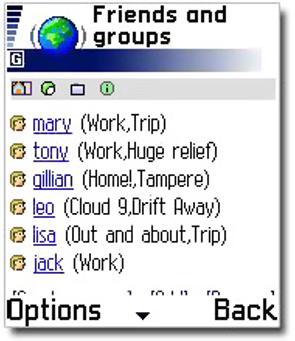 Friends and
groups
G
mary (Work,Trip)
tony (Work,Huge relief)
gillian (Home!,Tampere)
leo (Cloud 9,Drift Away)
lisa (Out and about,Trip)
jack (Work)
Options Back